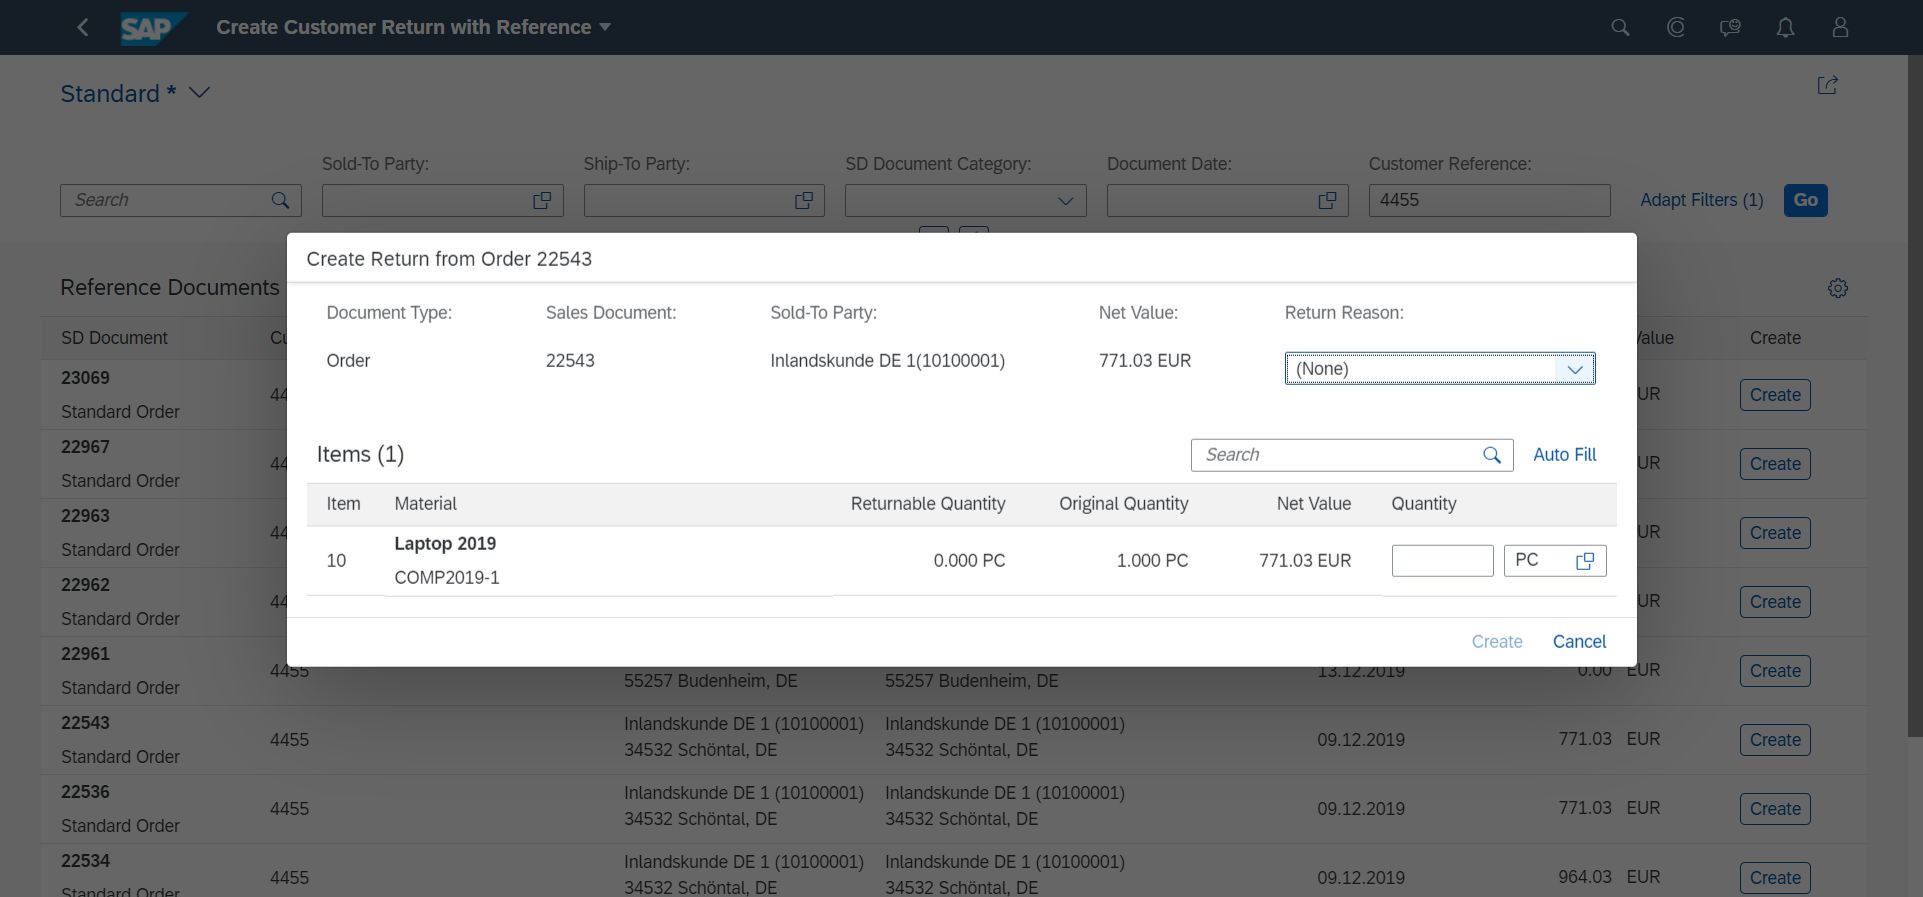 SAP Create Customer Return with Reference
Standard *
Sold-To Party: Ship-To Party: SD Document Category: Document Date: Customer Reference:
Search 4455 Adapt Filters (1) Go
Create Return from Order 22543
Reference Documents
Document Type: Sales Document: Sold-To Party: Net Value: Return Reason:
Order 22543 Inlandskunde DE 1(10100001) 771.03 EUR (None)
Items (1) Search Auto Fill
Item Material Returnable Quantity Original Quantity Net Value Quantity
10 Laptop 2019 0.000 PC 1.000 PC 771.03 EUR PC
COMP2019-1
Create Cancel
SD Document Create
23069
Standard Order Create
22967
Standard Order Create
22963
Standard Order Create
22962
Standard Order Create
22961 4455 13.12.2019 0.00 EUR Create
Standard Order 55257 Budenheim, DE 55257 Budenheim, DE
22543 Inlandskunde DE 1 (10100001) Inlandskunde DE 1 (10100001)
4455 09.12.2019 771.03 EUR Create
Standard Order 34532 Schöntal, DE 34532 Schöntal, DE
22536 Inlandskunde DE 1 (10100001) Inlandskunde DE 1 (10100001)
4455 09.12.2019 771.03 EUR Create
Standard Order 34532 Schöntal, DE 34532 Schöntal, DE
22534 Inlandskunde DE 1 (10100001) Inlandskunde DE 1 (10100001)
4455 09.12.2019 964.03 EUR Create
Standard Order 34532 Schöntal, DE 34532 Schöntal, DE